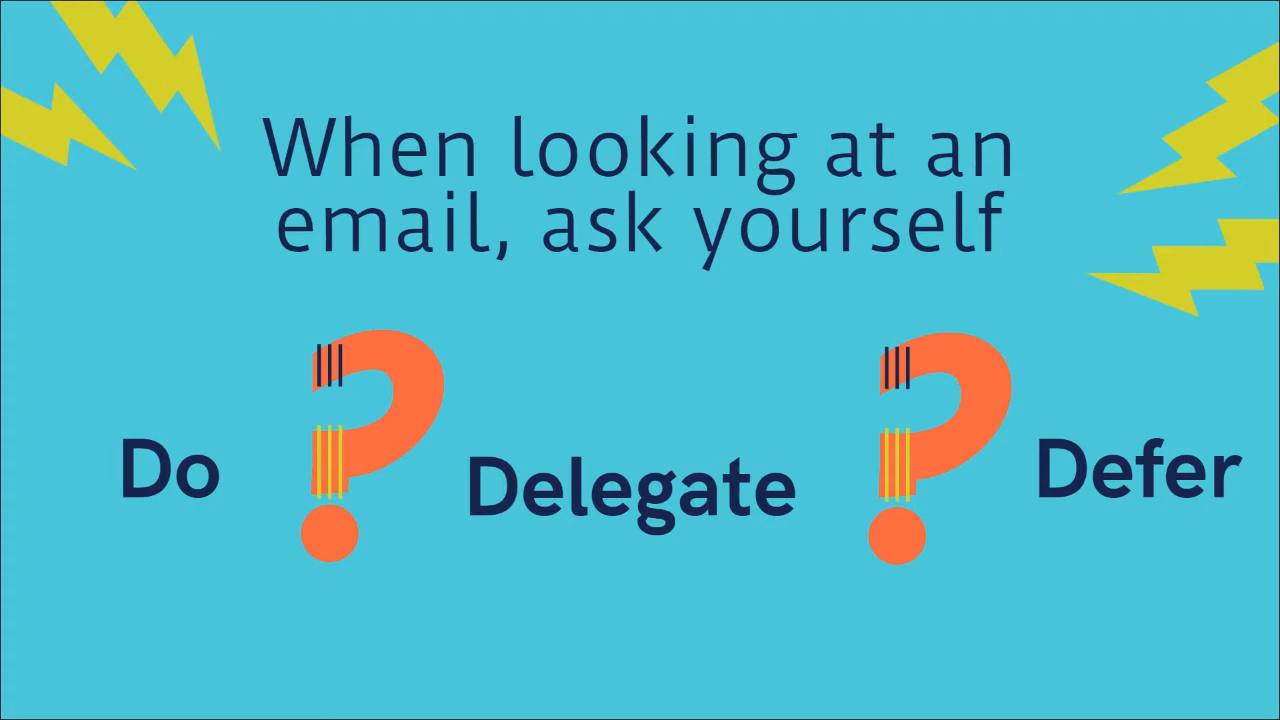 When looking at an
email, ask yourself
Do ? Delegate ? Defer